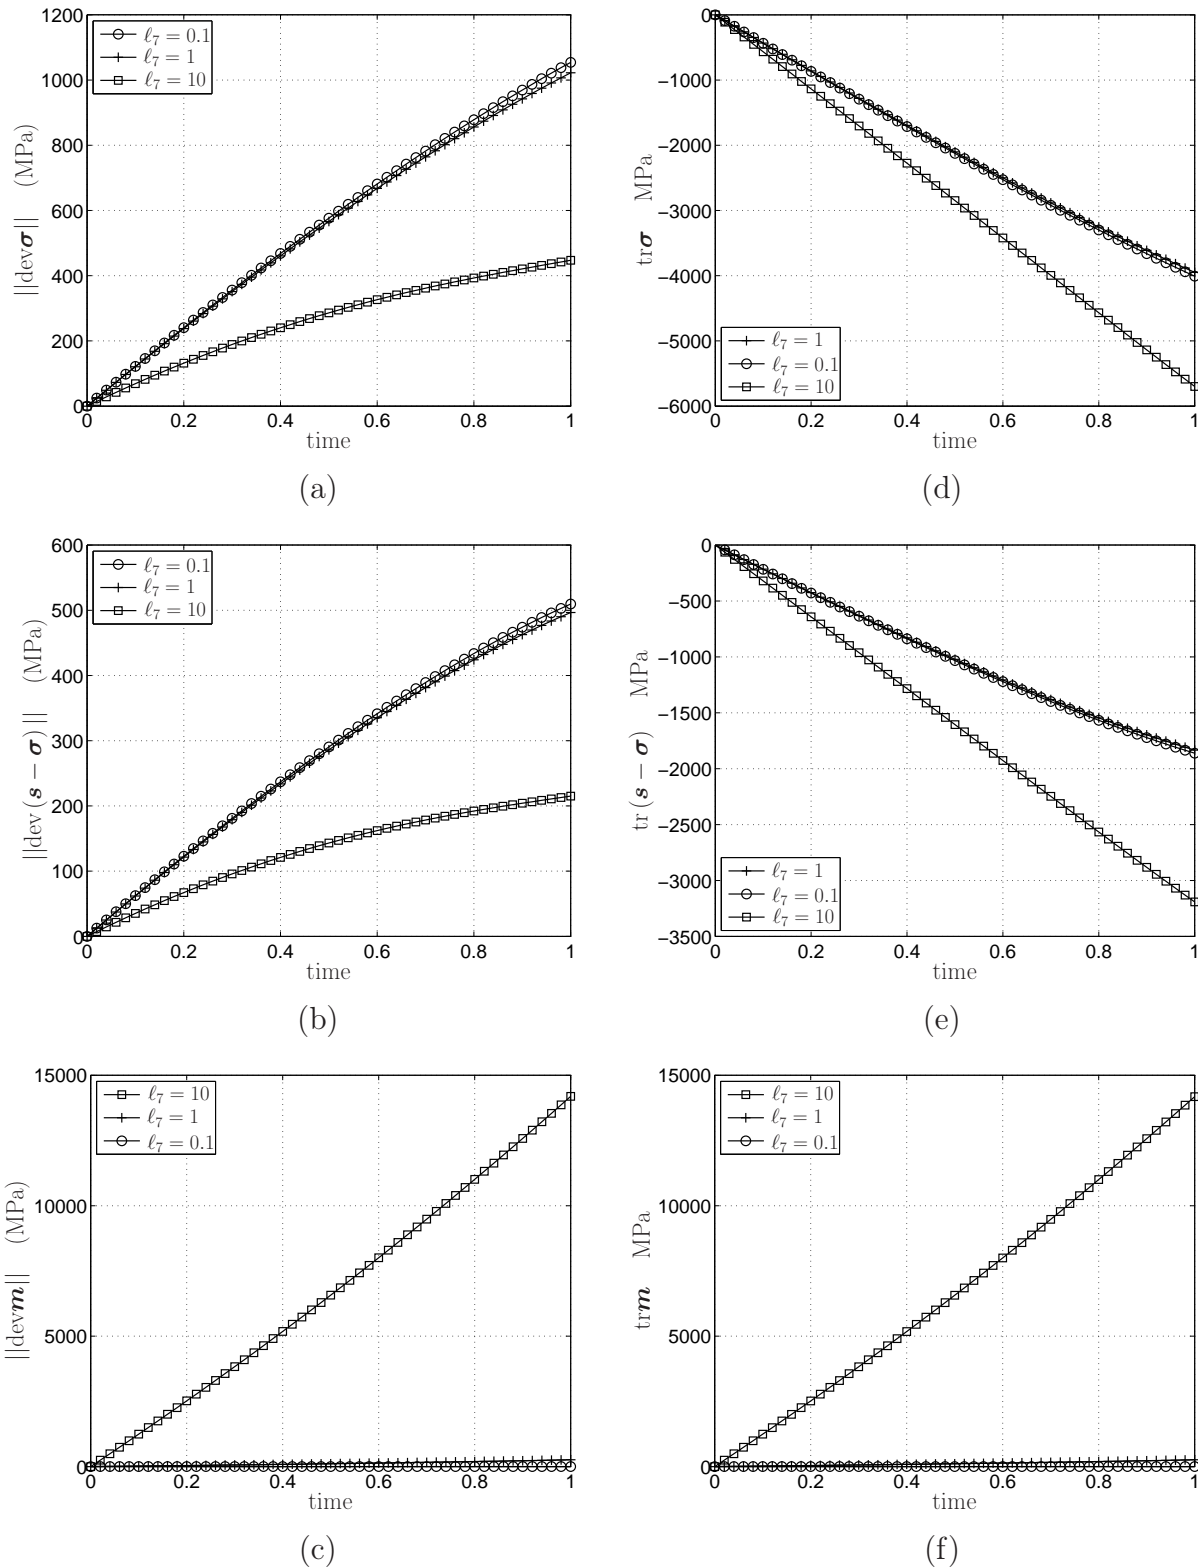 1200
1000
800
600
400
200
0
0 0.2 0.4 0.6 0.8 1
||dev𝝈|| (MPa)
time
ℓ₇ = 0.1
ℓ₇ = 1
ℓ₇ = 10
(a)
0
−1000
−2000
−3000
−4000
−5000
−6000
0 0.2 0.4 0.6 0.8 1
tr𝝈 MPa
time
ℓ₇ = 1
ℓ₇ = 0.1
ℓ₇ = 10
(d)
600
500
400
300
200
100
0
0 0.2 0.4 0.6 0.8 1
||dev (𝒔 − 𝝈) || (MPa)
time
ℓ₇ = 0.1
ℓ₇ = 1
ℓ₇ = 10
(b)
0
−500
−1000
−1500
−2000
−2500
−3000
−3500
0 0.2 0.4 0.6 0.8 1
tr (𝒔 − 𝝈) MPa
time
ℓ₇ = 1
ℓ₇ = 0.1
ℓ₇ = 10
(e)
15000
10000
5000
0
0 0.2 0.4 0.6 0.8 1
||dev𝒎|| (MPa)
time
ℓ₇ = 10
ℓ₇ = 1
ℓ₇ = 0.1
(c)
15000
10000
5000
0
0 0.2 0.4 0.6 0.8 1
tr𝒎 MPa
time
ℓ₇ = 10
ℓ₇ = 1
ℓ₇ = 0.1
(f)